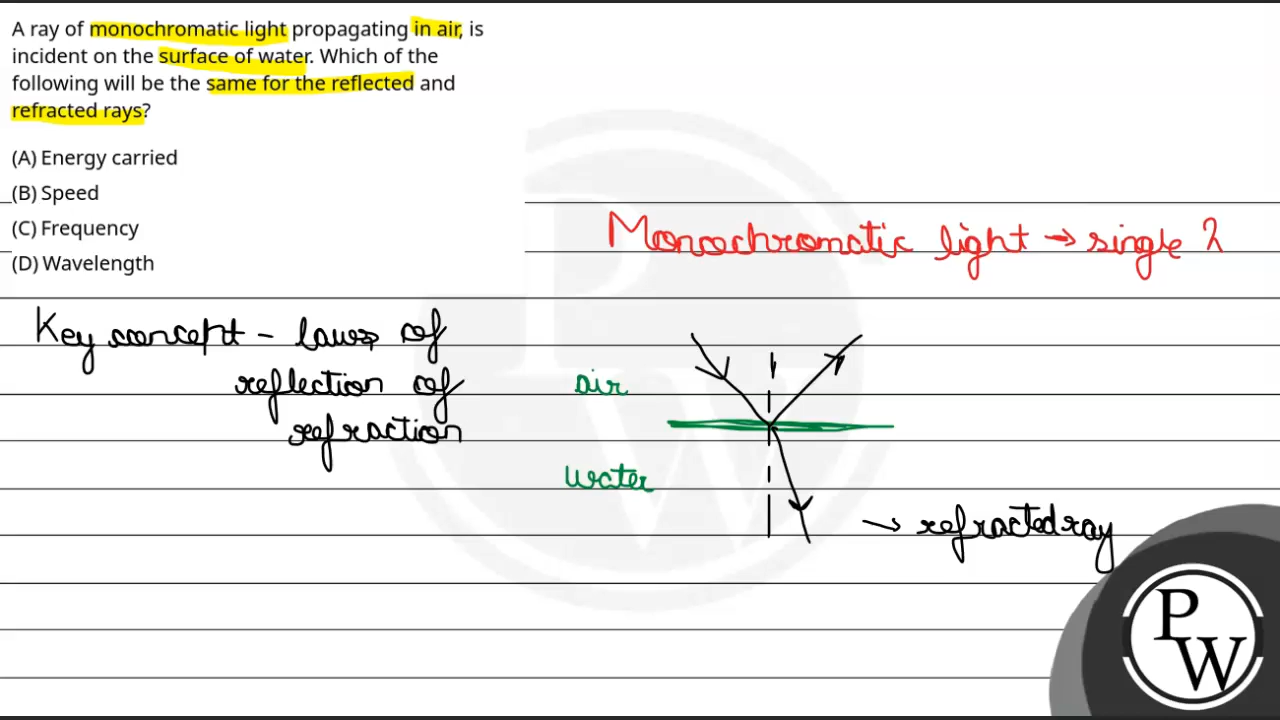 A ray of monochromatic light propagating in air, is
incident on the surface of water. Which of the
following will be the same for the reflected and
refracted rays?
(A) Energy carried
(B) Speed
(C) Frequency
(D) Wavelength
Monochromatic light → single λ
Key concept - laws of
reflection of
refraction
air
water
→ refracted ray
P
W
PW